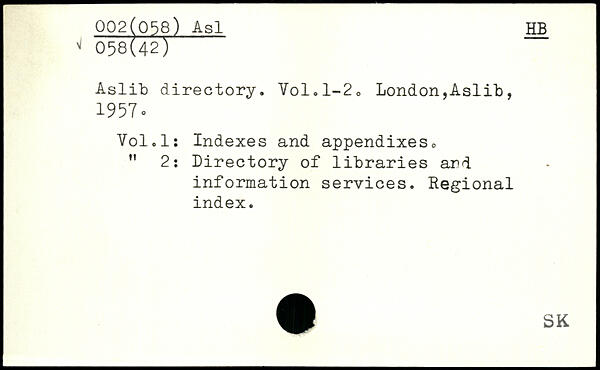 002(058) Asl HB
√ 058(42)
Aslib directory. Vol.1-2. London,Aslib,
1957.
Vol.1: Indexes and appendixes.
" 2: Directory of libraries and
information services. Regional
index.
SK